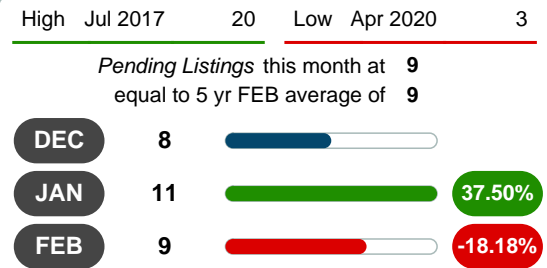 High Jul 2017 20 Low Apr 2020 3
Pending Listings this month at 9
equal to 5 yr FEB average of 9
DEC 8
JAN 11 37.50%
FEB 9 -18.18%